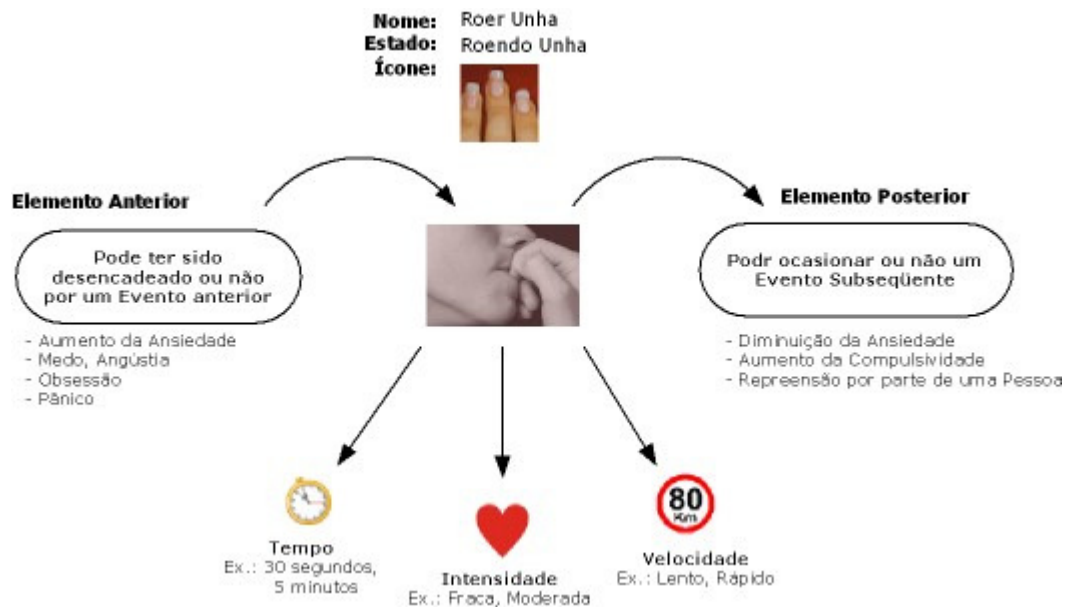 Nome: Roer Unha
Estado: Roendo Unha
Ícone:
Elemento Anterior
Pode ter sido
desencadeado ou não
por um Evento anterior
- Aumento da Ansiedade
- Medo, Angústia
- Obsessão
- Pânico
Elemento Posterior
Podr ocasionar ou não um
Evento Subseqüente
- Diminuição da Ansiedade
- Aumento da Compulsividade
- Repreensão por parte de uma Pessoa
Tempo
Ex.: 30 segundos,
5 minutos
Intensidade
Ex.: Fraca, Moderada
80
Km
Velocidade
Ex.: Lento, Rápido